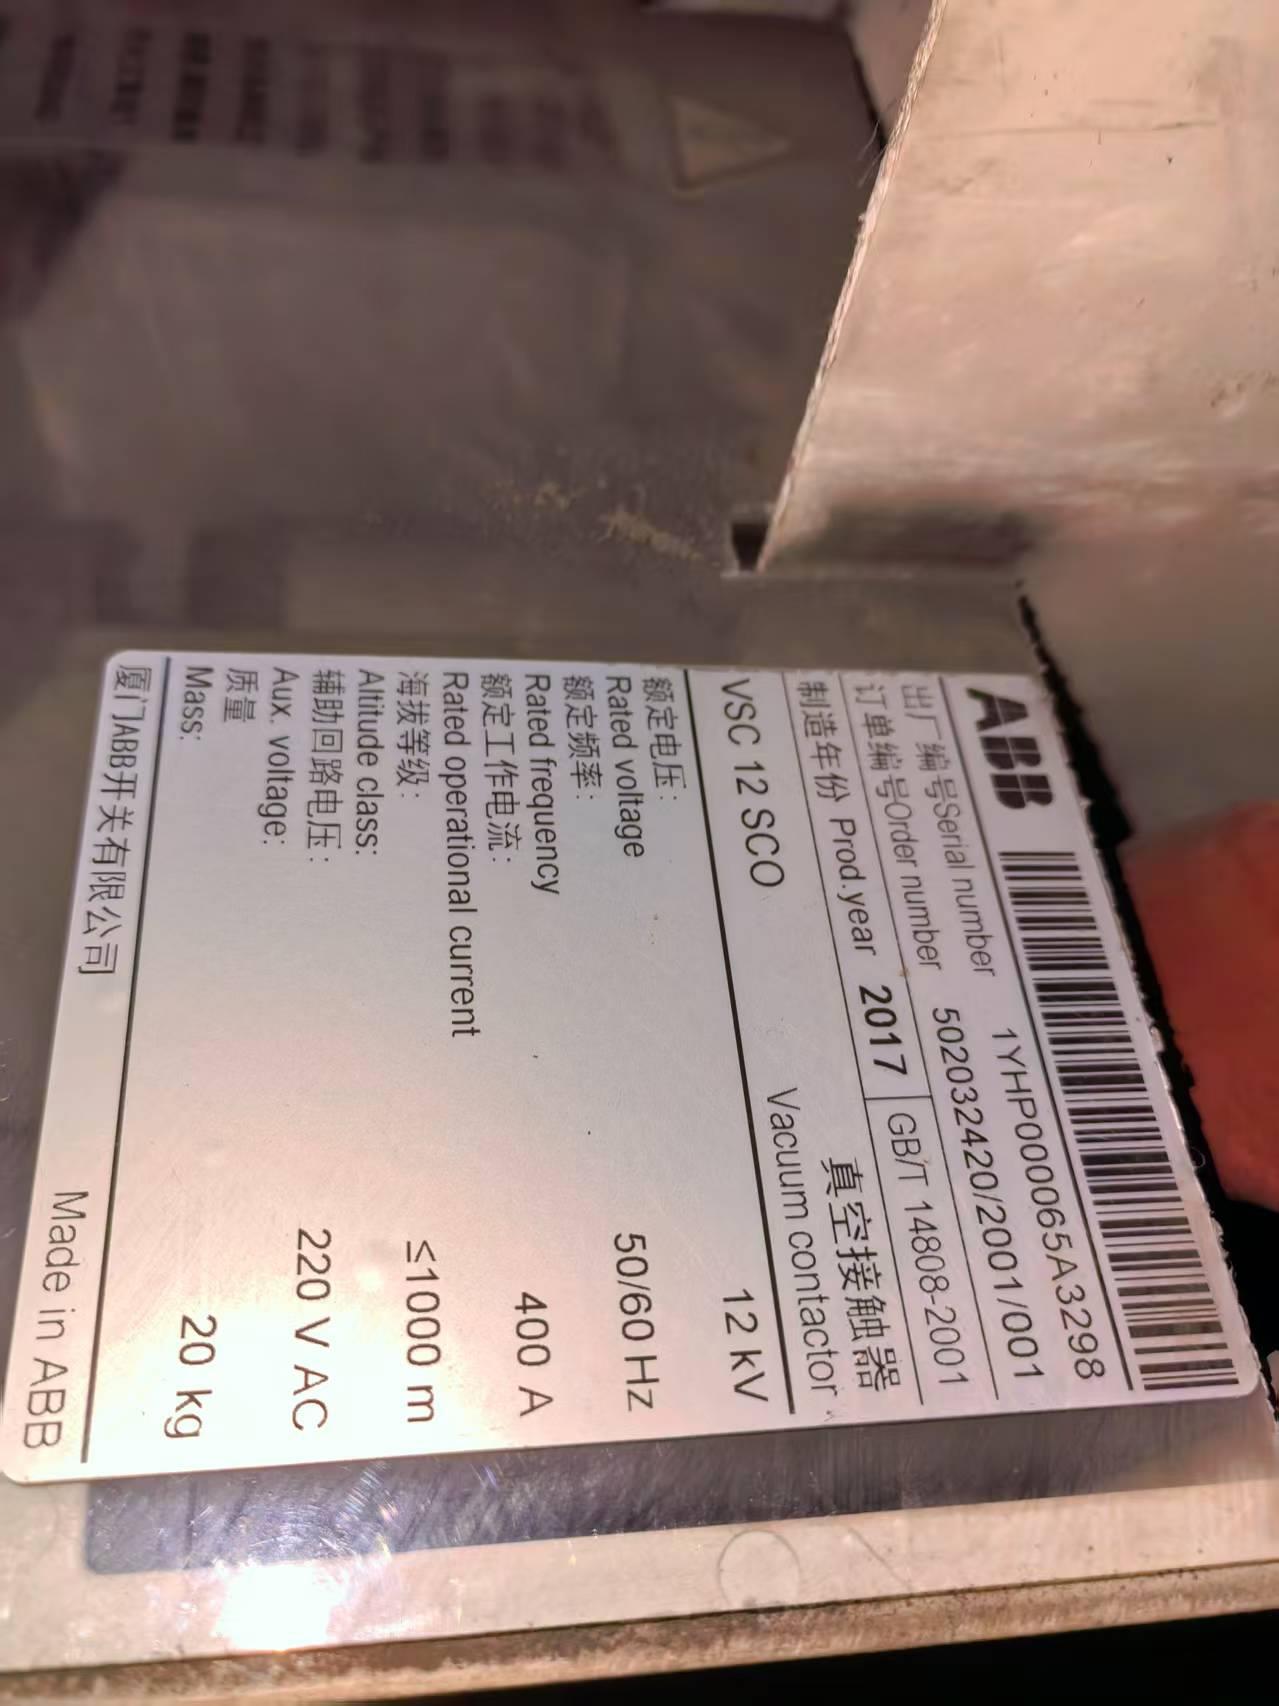 ABB
出厂编号Serial number 1YHP000065A3298
订单编号Order number 502032420/2001/001
制造年份 Prod.year 2017 GB/T 14808-2001
VSC 12 SCO 真空接触器
Vacuum contactor
额定电压:
Rated voltage 12 kV
额定频率:
Rated frequency 50/60 Hz
额定工作电流:
Rated operational current 400 A
海拔等级:
Altitude class: ≤1000 m
辅助回路电压:
Aux. voltage: 220 V AC
质量
Mass: 20 kg
厦门ABB开关有限公司 Made in ABB